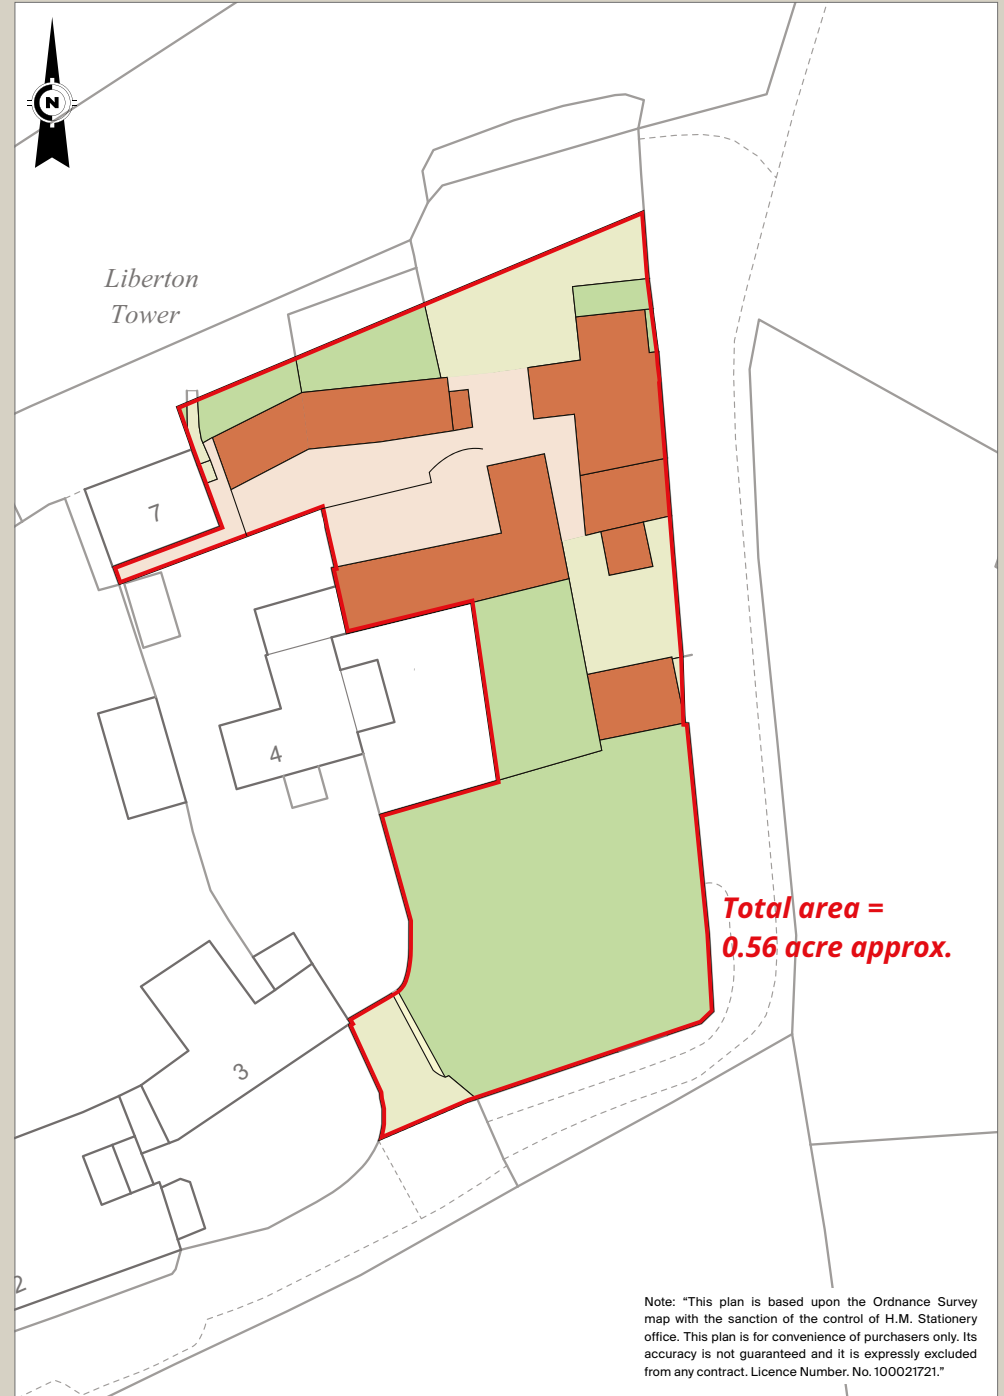 N
Liberton
Tower
7
4
Total area =
0.56 acre approx.
3
2
Note: “This plan is based upon the Ordnance Survey
map with the sanction of the control of H.M. Stationery
office. This plan is for convenience of purchasers only. Its
accuracy is not guaranteed and it is expressly excluded
from any contract. Licence Number. No. 100021721.”